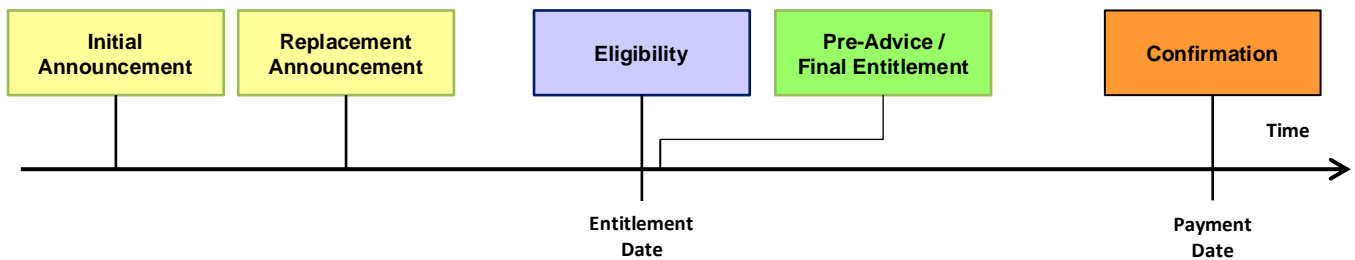 Initial
Announcement
Replacement
Announcement
Eligibility
Pre-Advice /
Final Entitlement
Confirmation
Time
Entitlement
Date
Payment
Date